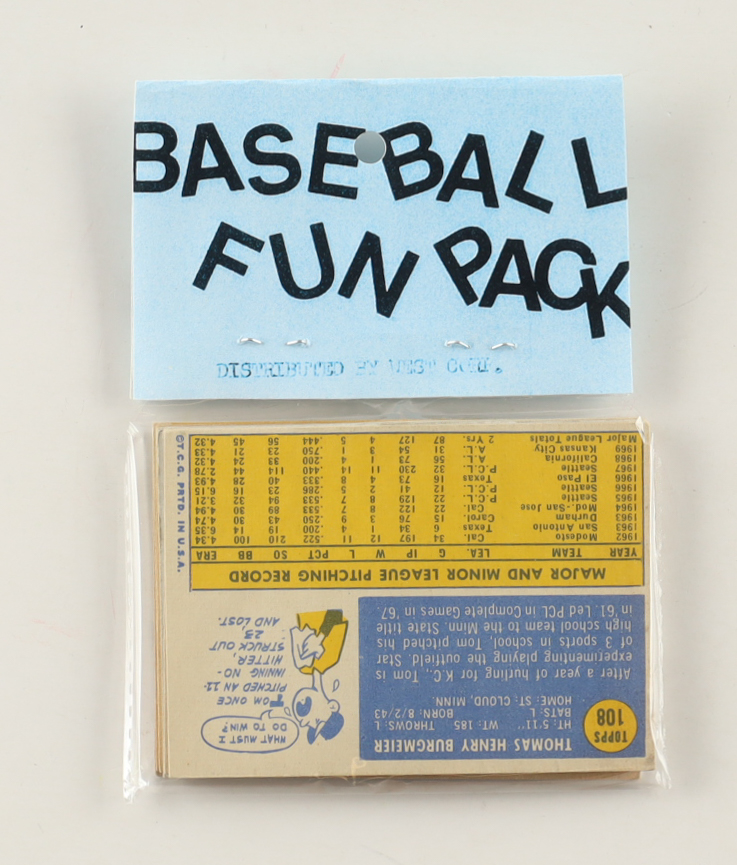 BASEBALL
FUN PACK
DISTRIBUTED BY WEST
TOPPS
108
THOMAS HENRY BURGMEIER
HT: 5'11" WT: 185 THROWS: L
BATS: L BORN: 8/2/43
HOME: ST. CLOUD, MINN.
After a year of hurling for K.C., Tom is
experimenting playing the outfield. Star
of 3 sports in school, Tom pitched his
high school team to the Minn. State title
in '61. Led PCL in Complete Games in '67.
WHAT MUST I
DO TO WIN?
TOM ONCE
PITCHED AN 11-
INNING NO-
HITTER,
STRUCK OUT
23,
AND LOST.
MAJOR AND MINOR LEAGUE PITCHING RECORD
YEAR TEAM LEA. G IP W L PCT SO BB ERA
1962 Modesto Cal. 34 197 12 11 .522 210 100 4.34
1963 San Antonio Texas 6 34 1 4 .200 19 14 6.35
1963 Durham Carol. 15 76 3 9 .250 43 30 4.74
1964 Mod.-San Jose Cal. 22 122 8 89 30 4.94
1965 Seattle P.C.L. 22 129 8 7 .533 94 32 3.21
1966 Seattle P.C.L. 12 41 2 5 .286 23 16 6.15
1966 El Paso Texas 16 73 4 8 .333 40 28 4.93
1967 Seattle P.C.L. 32 230 11 14 .440 114 44 2.78
1968 California A.L. 56 73 1 4 .200 33 24 4.32
1969 Kansas City A.L. 31 54 3 1 .750 23 21 4.33
Major League Totals 2 Yrs. 87 127 4 5 .444 56 45 4.32
©T.C.G. PRTD. IN U.S.A.